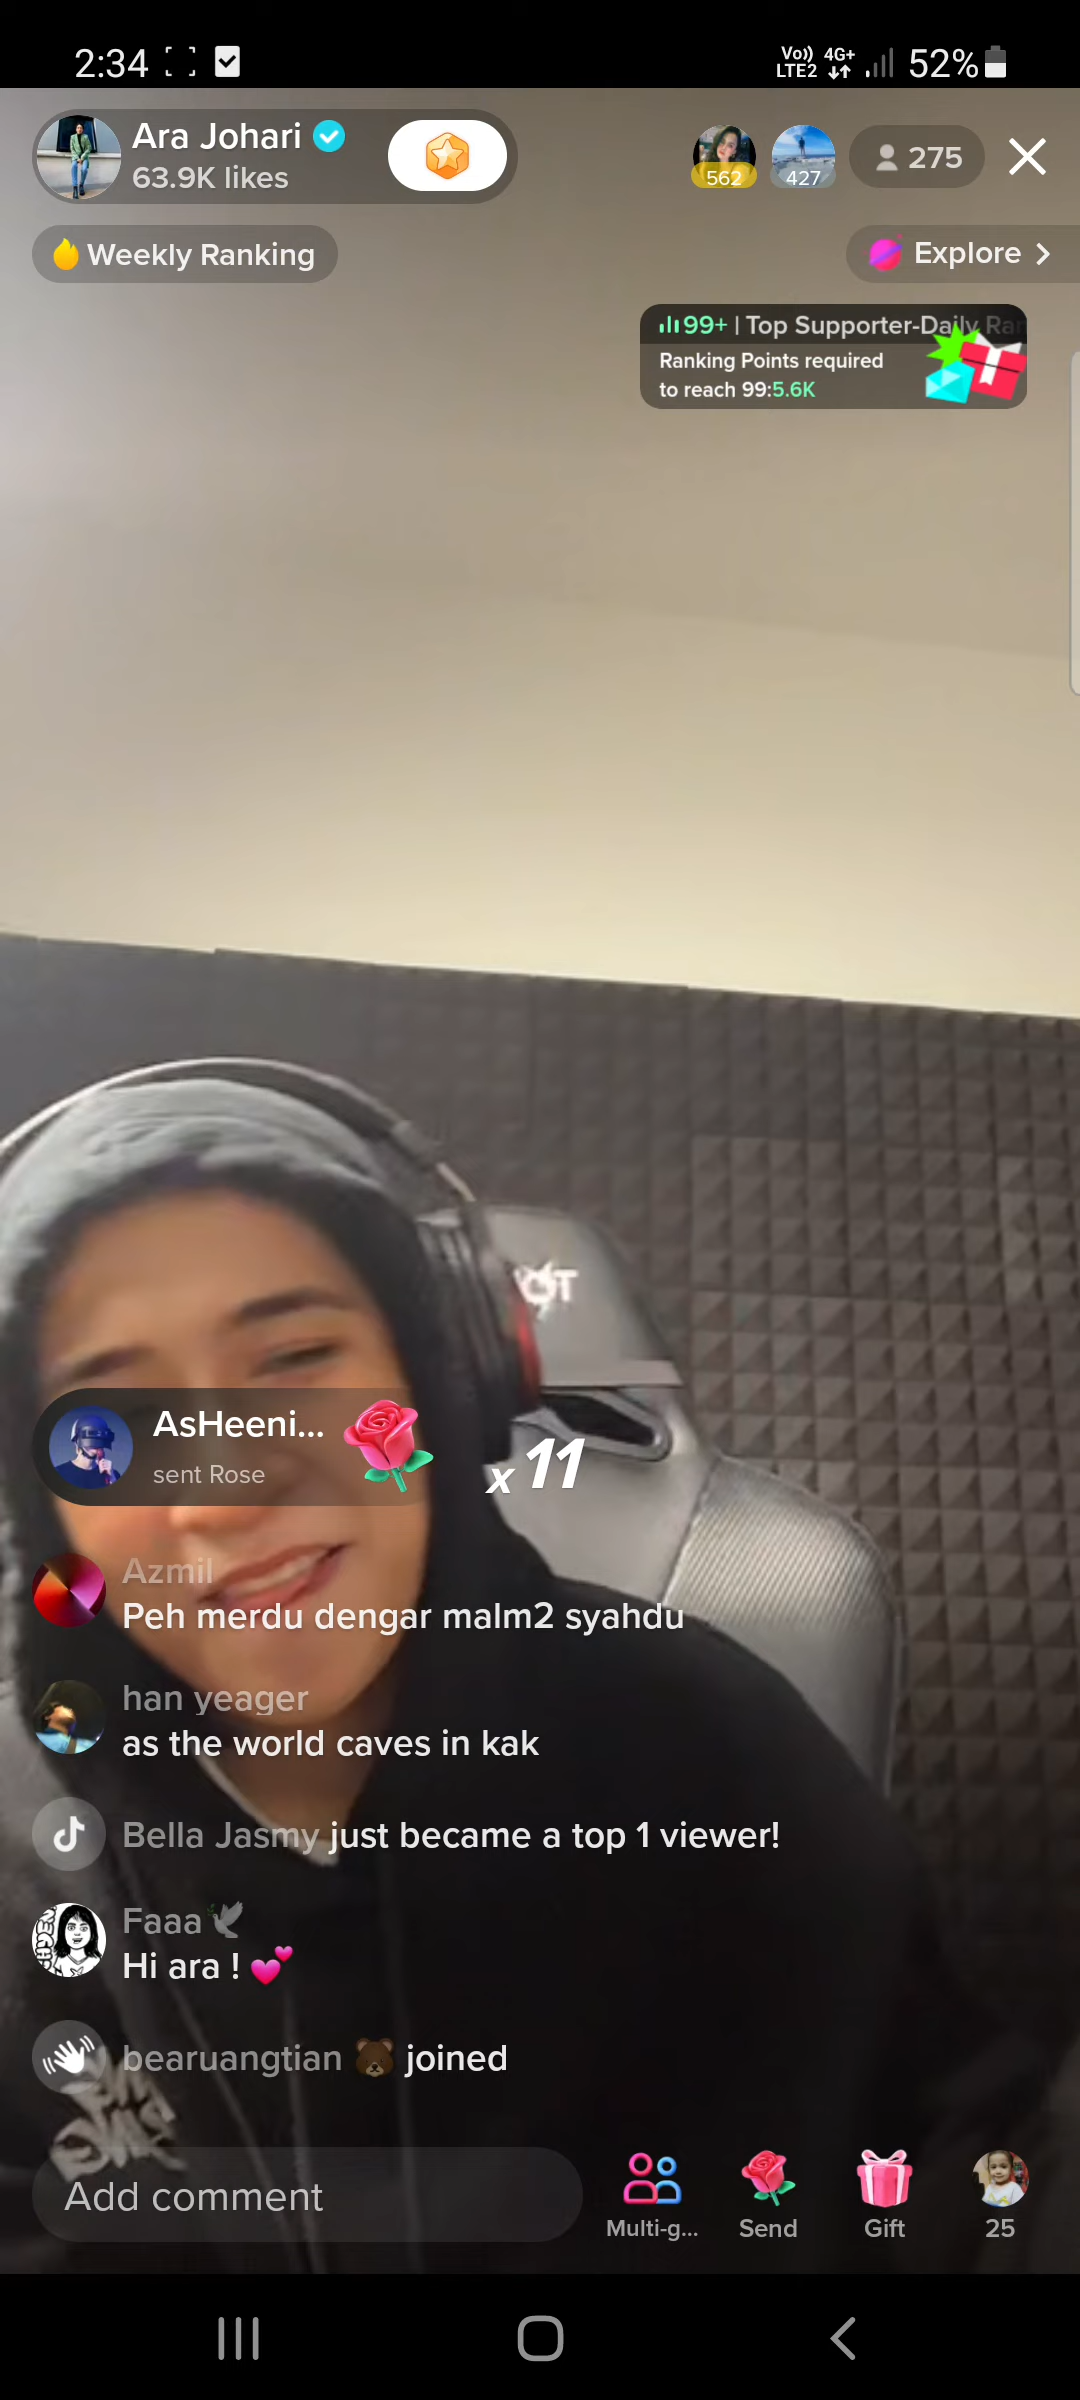 2:34
Vo)) LTE2 4G+ 52%
Ara Johari
63.9K likes
562
427
275
Weekly Ranking
Explore
99+ | Top Supporter-Daily Ran
Ranking Points required
to reach 99:5.6K
AsHeeni...
sent Rose
x 11
Azmil
Peh merdu dengar malm2 syahdu
han yeager
as the world caves in kak
Bella Jasmy just became a top 1 viewer!
Faaa
Hi ara !
bearuangtian joined
Add comment
Multi-g...
Send
Gift
25